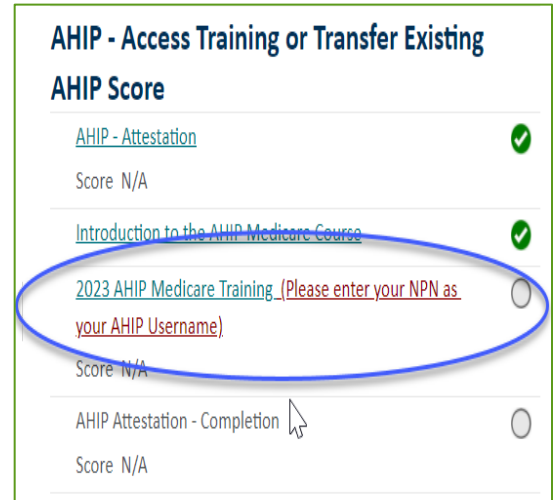 AHIP - Access Training or Transfer Existing
AHIP Score
AHIP - Attestation
Score N/A
Introduction to the AHIP Medicare Course
2023 AHIP Medicare Training (Please enter your NPN as
your AHIP Username)
Score N/A
AHIP Attestation - Completion
Score N/A